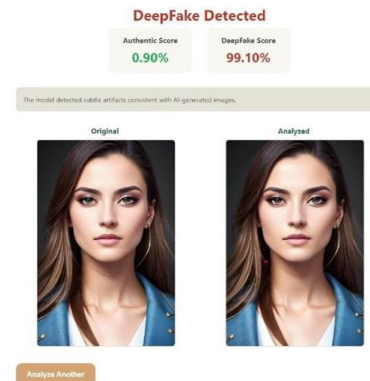 DeepFake Detected
Authentic Score
0.90%
DeepFake Score
99.10%
The model detected subtle artifacts consistent with AI-generated images.
Original
Analyzed
Analyze Another